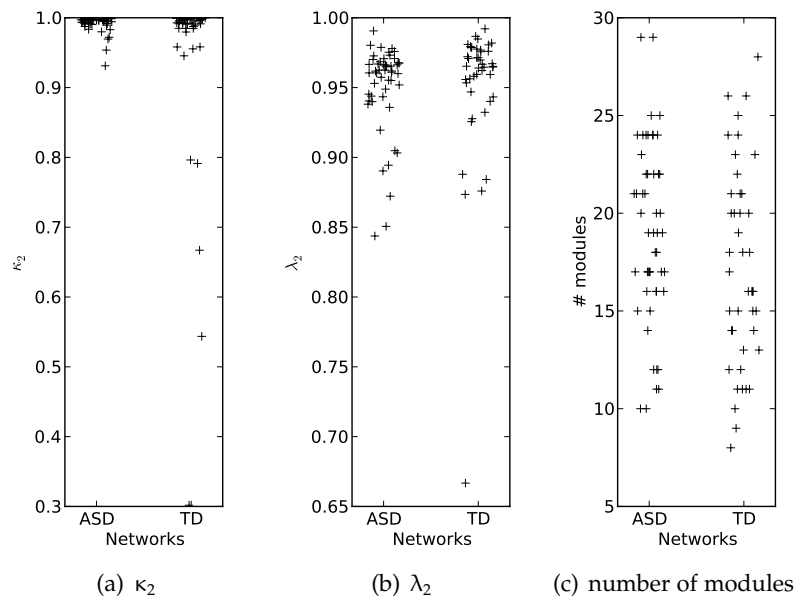 1.0
0.9
0.8
0.7
0.6
0.5
0.4
0.3
κ₂
ASD TD
Networks
(a) κ₂
1.00
0.95
0.90
0.85
0.80
0.75
0.70
0.65
λ₂
ASD TD
Networks
(b) λ₂
30
25
20
15
10
5
# modules
ASD TD
Networks
(c) number of modules